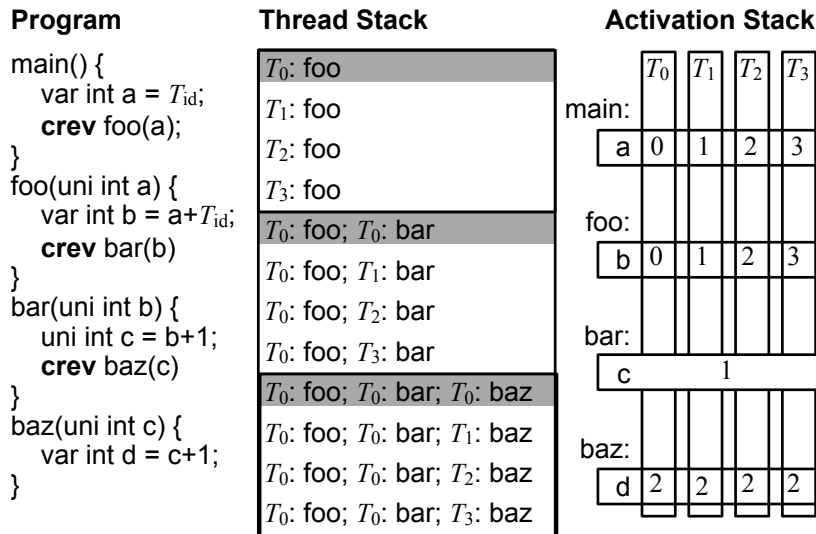 Program
main() {
var int a = Tid;
crev foo(a);
}
foo(uni int a) {
var int b = a+Tid;
crev bar(b)
}
bar(uni int b) {
uni int c = b+1;
crev baz(c)
}
baz(uni int c) {
var int d = c+1;
}
Thread Stack
T0: foo
T1: foo
T2: foo
T3: foo
T0: foo; T0: bar
T0: foo; T1: bar
T0: foo; T2: bar
T0: foo; T3: bar
T0: foo; T0: bar; T0: baz
T0: foo; T0: bar; T1: baz
T0: foo; T0: bar; T2: baz
T0: foo; T0: bar; T3: baz
Activation Stack
T0 T1 T2 T3
main:
a 0 1 2 3
foo:
b 0 1 2 3
bar:
c 1
baz:
d 2 2 2 2